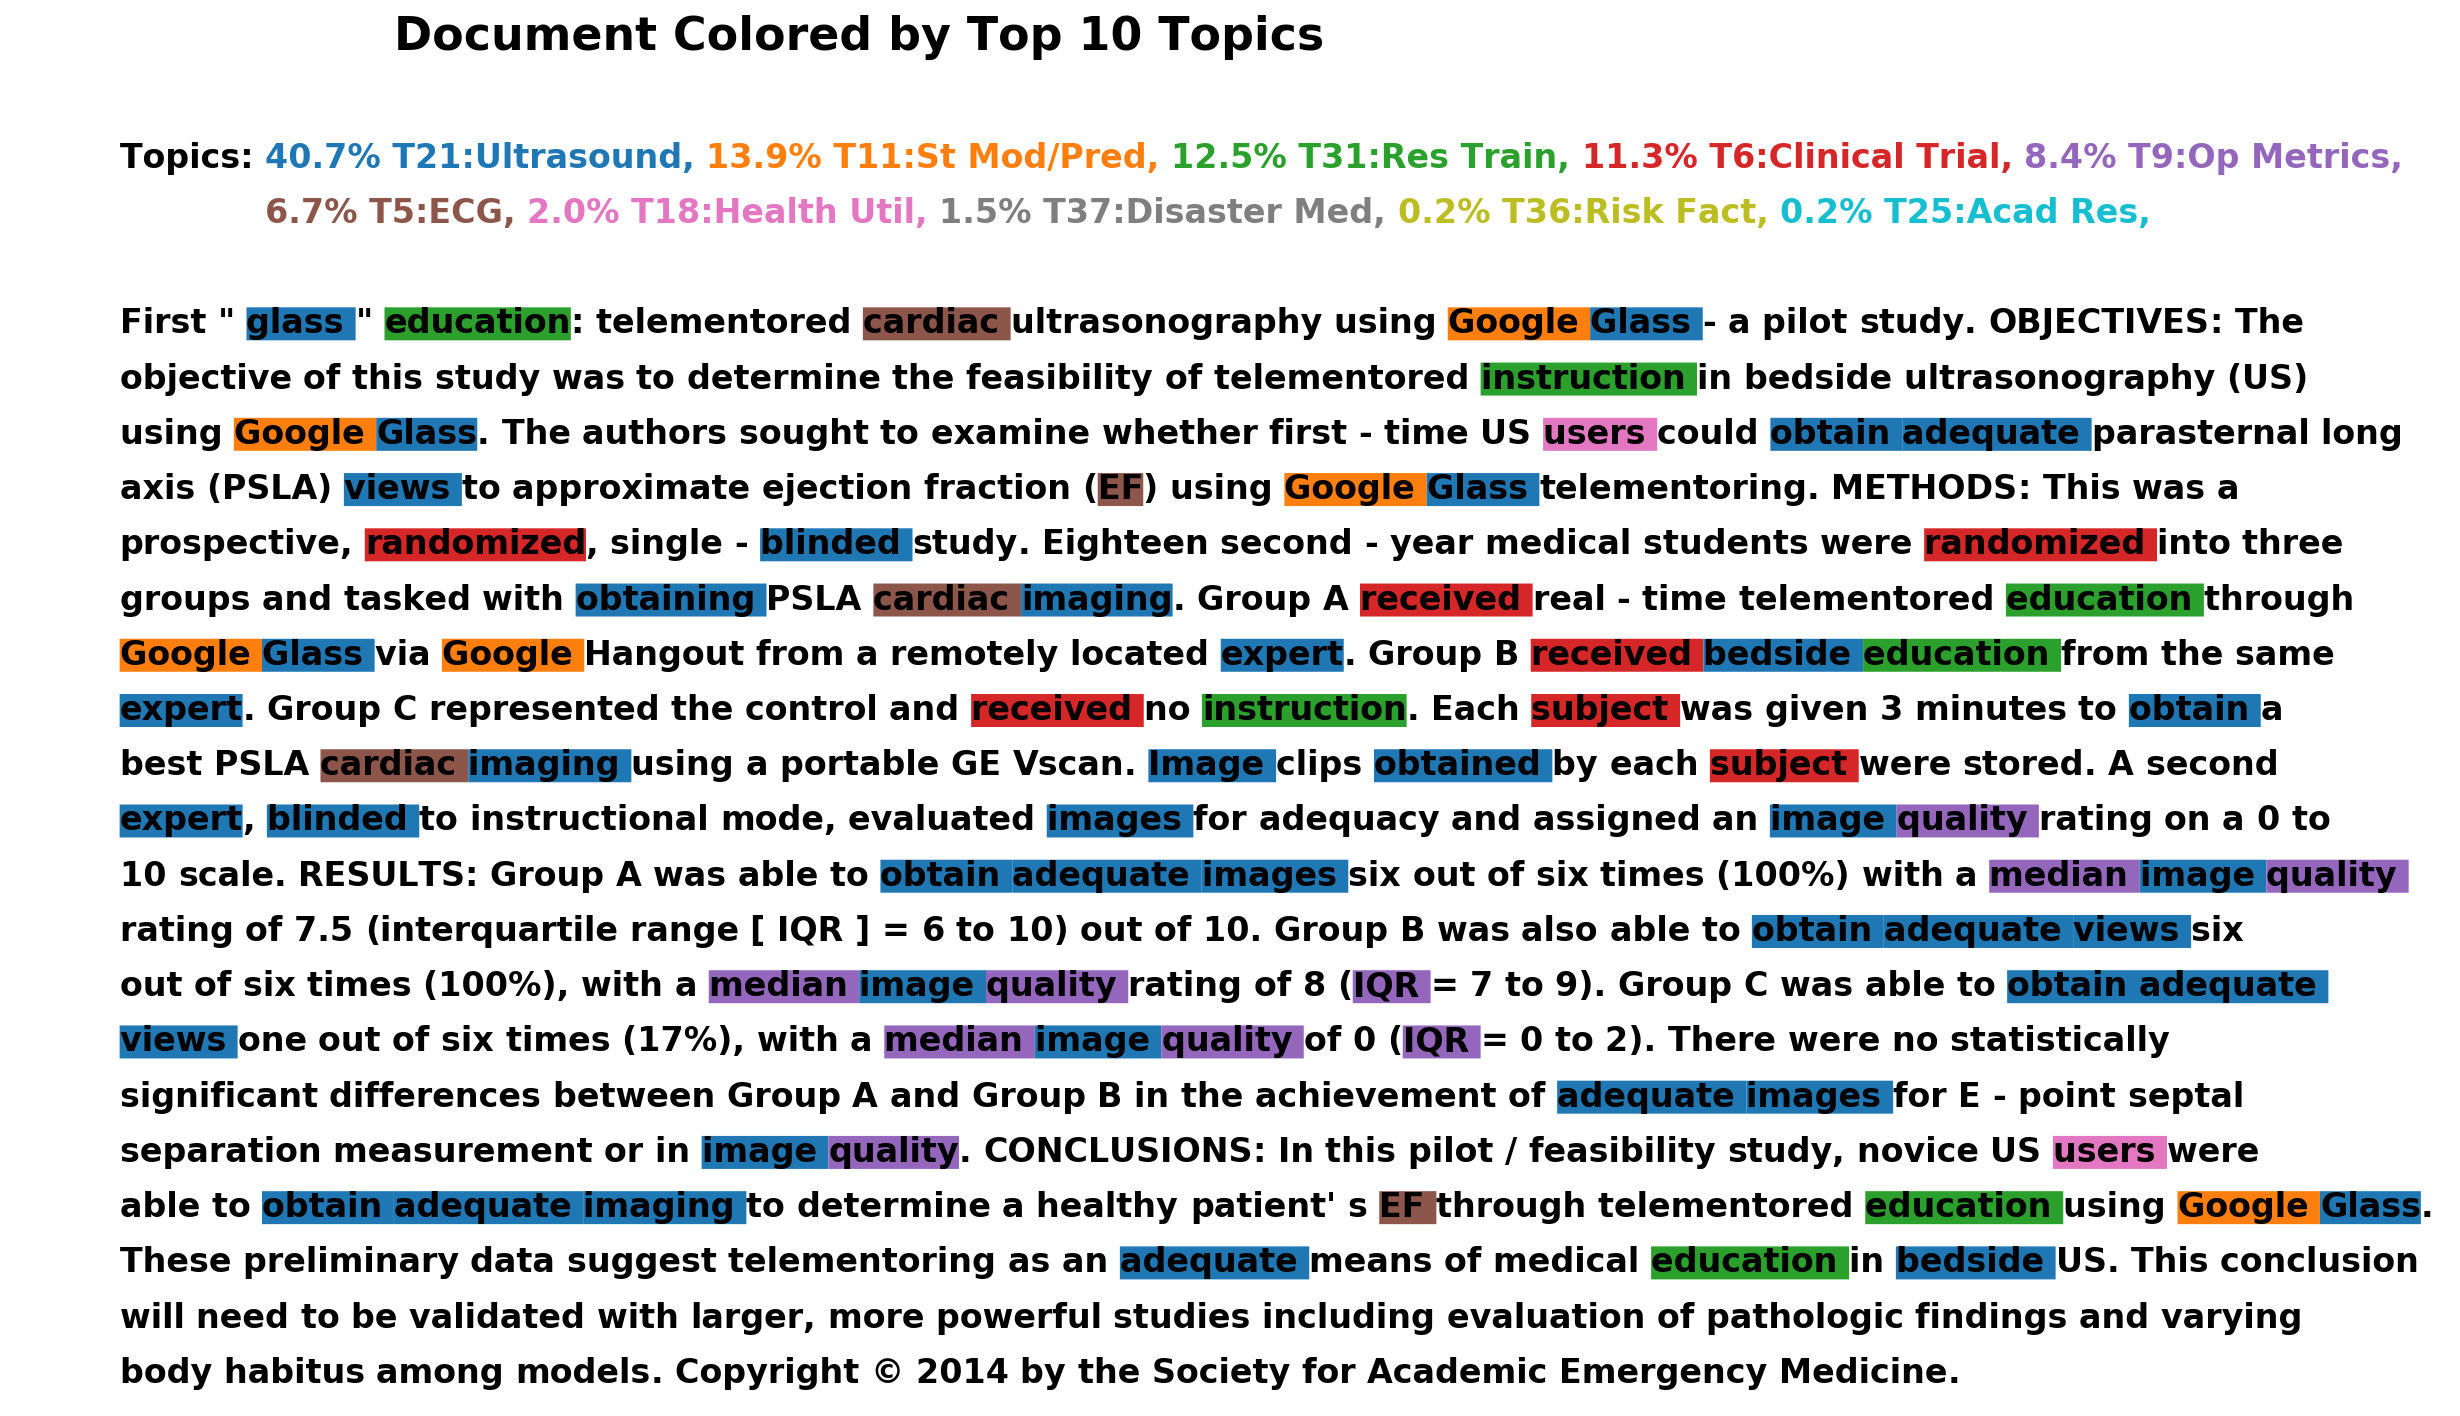 Document Colored by Top 10 Topics
Topics: 40.7% T21:Ultrasound, 13.9% T11:St Mod/Pred, 12.5% T31:Res Train, 11.3% T6:Clinical Trial, 8.4% T9:Op Metrics,
6.7% T5:ECG, 2.0% T18:Health Util, 1.5% T37:Disaster Med, 0.2% T36:Risk Fact, 0.2% T25:Acad Res,
First " glass " education: telementored cardiac ultrasonography using Google Glass - a pilot study. OBJECTIVES: The
objective of this study was to determine the feasibility of telementored instruction in bedside ultrasonography (US)
using Google Glass. The authors sought to examine whether first - time US users could obtain adequate parasternal long
axis (PSLA) views to approximate ejection fraction (EF) using Google Glass telementoring. METHODS: This was a
prospective, randomized, single - blinded study. Eighteen second - year medical students were randomized into three
groups and tasked with obtaining PSLA cardiac imaging. Group A received real - time telementored education through
Google Glass via Google Hangout from a remotely located expert. Group B received bedside education from the same
expert. Group C represented the control and received no instruction. Each subject was given 3 minutes to obtain a
best PSLA cardiac imaging using a portable GE Vscan. Image clips obtained by each subject were stored. A second
expert, blinded to instructional mode, evaluated images for adequacy and assigned an image quality rating on a 0 to
10 scale. RESULTS: Group A was able to obtain adequate images six out of six times (100%) with a median image quality
rating of 7.5 (interquartile range [ IQR ] = 6 to 10) out of 10. Group B was also able to obtain adequate views six
out of six times (100%), with a median image quality rating of 8 (IQR = 7 to 9). Group C was able to obtain adequate
views one out of six times (17%), with a median image quality of 0 (IQR = 0 to 2). There were no statistically
significant differences between Group A and Group B in the achievement of adequate images for E - point septal
separation measurement or in image quality. CONCLUSIONS: In this pilot / feasibility study, novice US users were
able to obtain adequate imaging to determine a healthy patient' s EF through telementored education using Google Glass.
These preliminary data suggest telementoring as an adequate means of medical education in bedside US. This conclusion
will need to be validated with larger, more powerful studies including evaluation of pathologic findings and varying
body habitus among models. Copyright © 2014 by the Society for Academic Emergency Medicine.